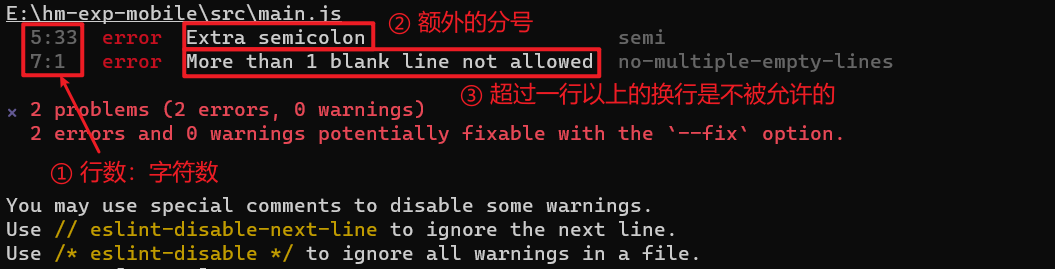 E:\hm-exp-mobile\src\main.js
5:33 error Extra semicolon semi
② 额外的分号
7:1 error More than 1 blank line not allowed no-multiple-empty-lines
③ 超过一行以上的换行是不被允许的
× 2 problems (2 errors, 0 warnings)
2 errors and 0 warnings potentially fixable with the `--fix` option.
① 行数：字符数
You may use special comments to disable some warnings.
Use // eslint-disable-next-line to ignore the next line.
Use /* eslint-disable */ to ignore all warnings in a file.